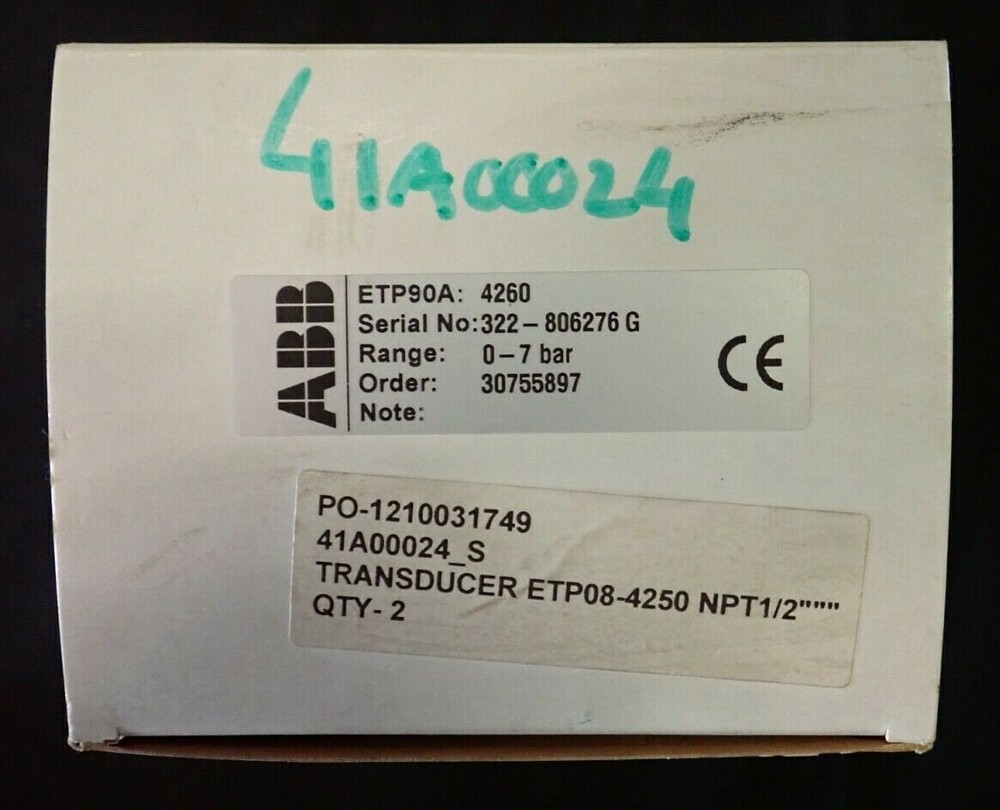 41A00024
ABB
ETP90A: 4260
Serial No: 322-806276 G
Range: 0-7 bar
Order: 30755897
Note:
CE
PO-1210031749
41A00024_S
TRANSDUCER ETP08-4250 NPT1/2"""
QTY- 2